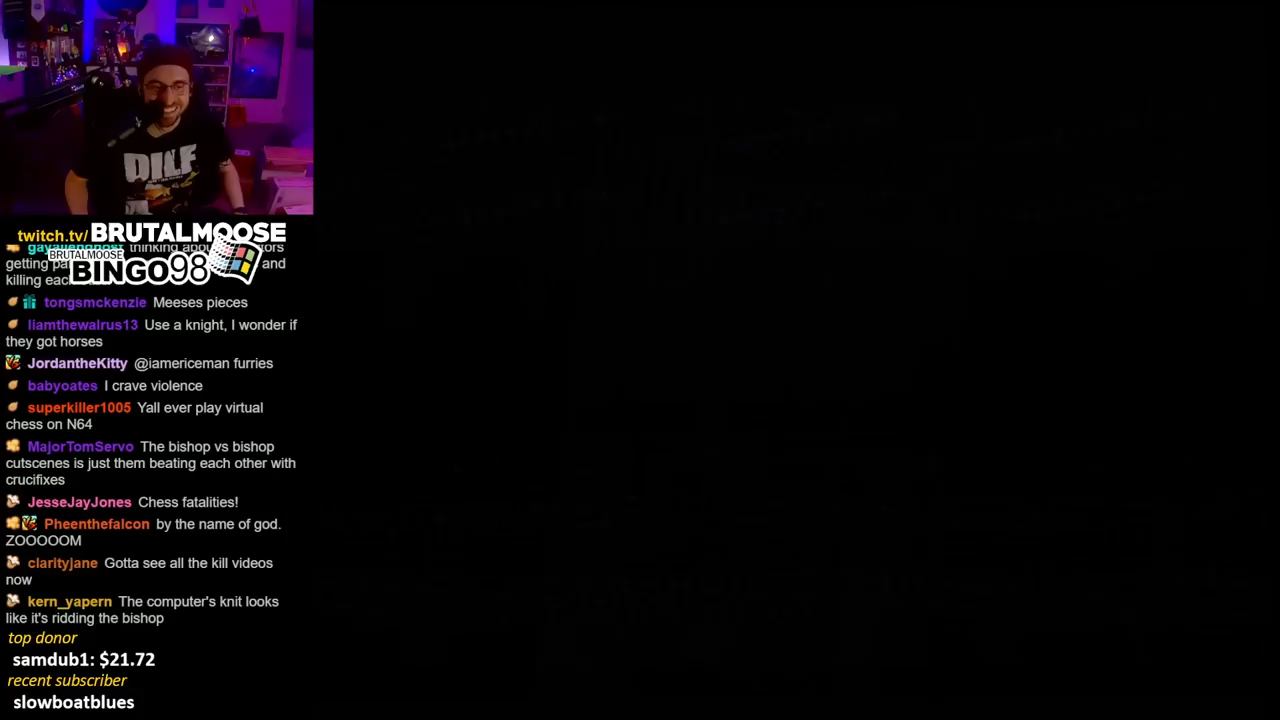 DILF
twitch.tv/BRUTALMOOSE
gayalienghost thinking
BRUTALMOOSE
getting and
BINGO98
killing
tongsmckenzie Meeses pieces
liamthewalrus13 Use a knight, I wonder if
they got horses
JordantheKitty @iamericeman furries
babyoates I crave violence
superkiller1005 Yall ever play virtual
chess on N64
MajorTomServo The bishop vs bishop
cutscenes is just them beating each other with
crucifixes
JesseJayJones Chess fatalities!
Pheenthefalcon by the name of god.
ZOOOOOM
clarityjane Gotta see all the kill videos
now
kern_yapern The computer's knit looks
like it's ridding the bishop
top donor
samdub1: $21.72
recent subscriber
slowboatblues